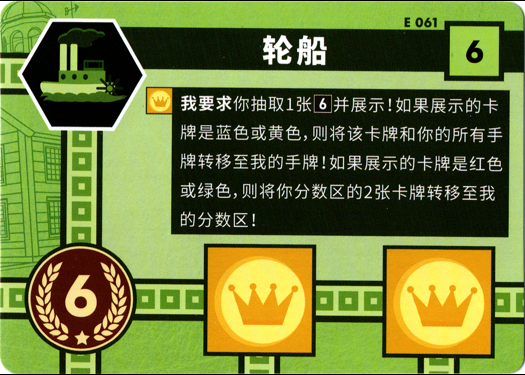 E 061
轮船
6
我要求你抽取1张6并展示！如果展示的卡
牌是蓝色或黄色，则将该卡牌和你的所有手
牌转移至我的手牌！如果展示的卡牌是红色
或绿色，则将你分数区的2张卡牌转移至我
的分数区！
6